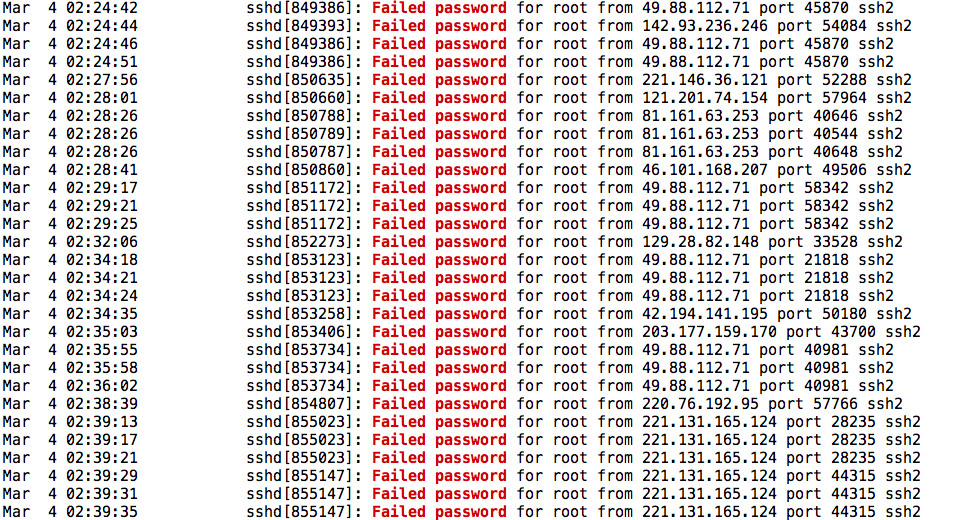 Mar  4 02:24:42            sshd[849386]: Failed password for root from 49.88.112.71 port 45870 ssh2
Mar  4 02:24:44            sshd[849393]: Failed password for root from 142.93.236.246 port 54084 ssh2
Mar  4 02:24:46            sshd[849386]: Failed password for root from 49.88.112.71 port 45870 ssh2
Mar  4 02:24:51            sshd[849386]: Failed password for root from 49.88.112.71 port 45870 ssh2
Mar  4 02:27:56            sshd[850635]: Failed password for root from 221.146.36.121 port 52288 ssh2
Mar  4 02:28:01            sshd[850660]: Failed password for root from 121.201.74.154 port 57964 ssh2
Mar  4 02:28:26            sshd[850788]: Failed password for root from 81.161.63.253 port 40646 ssh2
Mar  4 02:28:26            sshd[850789]: Failed password for root from 81.161.63.253 port 40544 ssh2
Mar  4 02:28:26            sshd[850787]: Failed password for root from 81.161.63.253 port 40648 ssh2
Mar  4 02:28:41            sshd[850860]: Failed password for root from 46.101.168.207 port 49506 ssh2
Mar  4 02:29:17            sshd[851172]: Failed password for root from 49.88.112.71 port 58342 ssh2
Mar  4 02:29:21            sshd[851172]: Failed password for root from 49.88.112.71 port 58342 ssh2
Mar  4 02:29:25            sshd[851172]: Failed password for root from 49.88.112.71 port 58342 ssh2
Mar  4 02:32:06            sshd[852273]: Failed password for root from 129.28.82.148 port 33528 ssh2
Mar  4 02:34:18            sshd[853123]: Failed password for root from 49.88.112.71 port 21818 ssh2
Mar  4 02:34:21            sshd[853123]: Failed password for root from 49.88.112.71 port 21818 ssh2
Mar  4 02:34:24            sshd[853123]: Failed password for root from 49.88.112.71 port 21818 ssh2
Mar  4 02:34:35            sshd[853258]: Failed password for root from 42.194.141.195 port 50180 ssh2
Mar  4 02:35:03            sshd[853406]: Failed password for root from 203.177.159.170 port 43700 ssh2
Mar  4 02:35:55            sshd[853734]: Failed password for root from 49.88.112.71 port 40981 ssh2
Mar  4 02:35:58            sshd[853734]: Failed password for root from 49.88.112.71 port 40981 ssh2
Mar  4 02:36:02            sshd[853734]: Failed password for root from 49.88.112.71 port 40981 ssh2
Mar  4 02:38:39            sshd[854807]: Failed password for root from 220.76.192.95 port 57766 ssh2
Mar  4 02:39:13            sshd[855023]: Failed password for root from 221.131.165.124 port 28235 ssh2
Mar  4 02:39:17            sshd[855023]: Failed password for root from 221.131.165.124 port 28235 ssh2
Mar  4 02:39:21            sshd[855023]: Failed password for root from 221.131.165.124 port 28235 ssh2
Mar  4 02:39:29            sshd[855147]: Failed password for root from 221.131.165.124 port 44315 ssh2
Mar  4 02:39:31            sshd[855147]: Failed password for root from 221.131.165.124 port 44315 ssh2
Mar  4 02:39:35            sshd[855147]: Failed password for root from 221.131.165.124 port 44315 ssh2